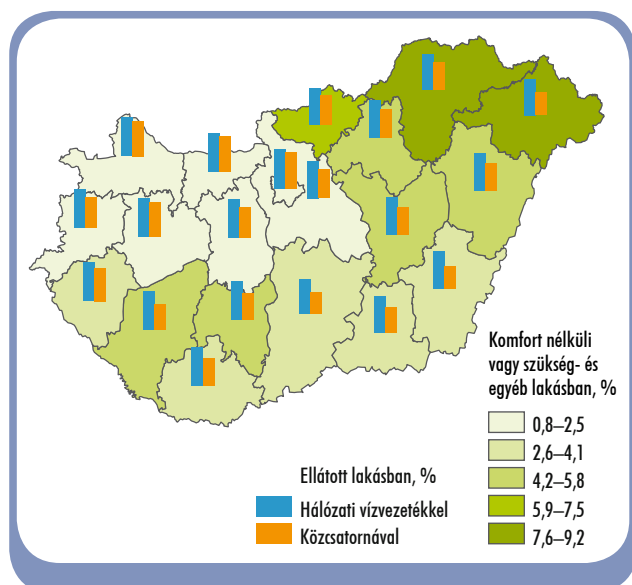 Komfort nélküli
vagy szükség- és
egyéb lakásban, %
0,8–2,5
2,6–4,1
4,2–5,8
5,9–7,5
7,6–9,2
Ellátott lakásban, %
Hálózati vízvezetékkel
Közcsatornával